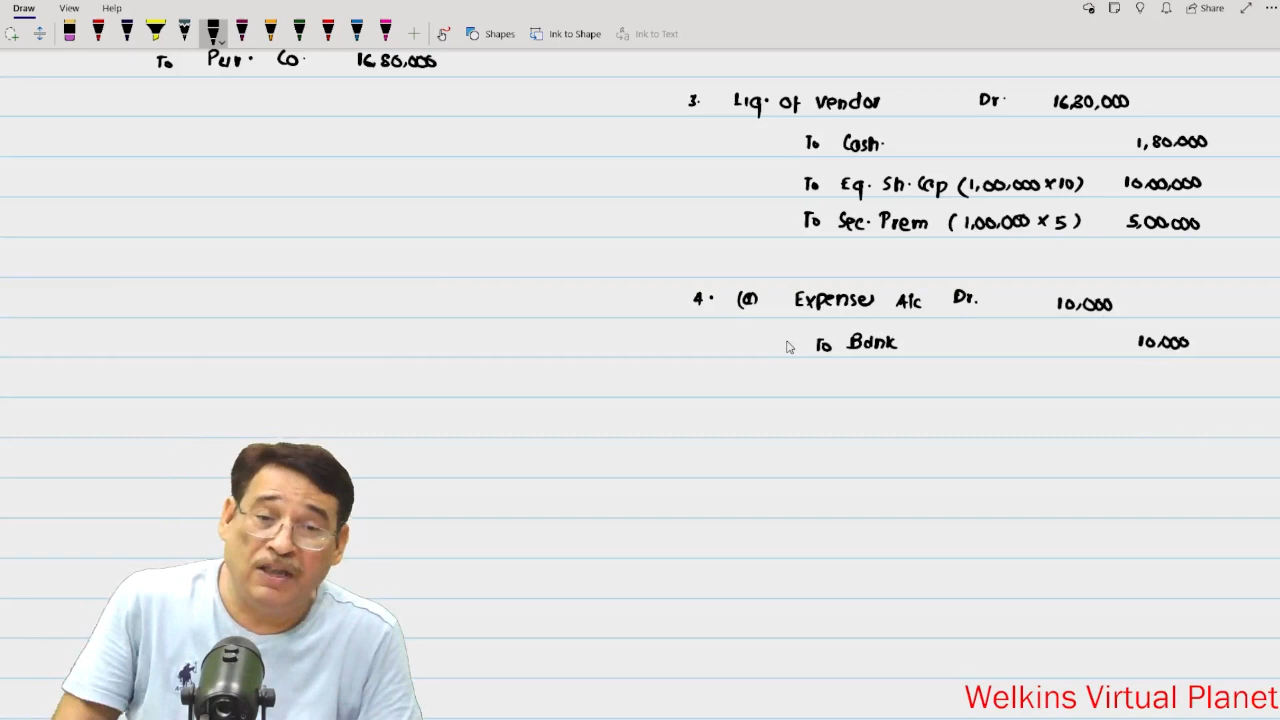 Draw View Help
Share
Shapes Ink to Shape Ink to Text
To Pur. Co. 16,80,000
3. Liq. of Vendor Dr. 16,80,000
To Cash. 1,80,000
To Eq. Sh. Cap (1,00,000 x 10) 10,00,000
To Sec. Prem (1,00,000 x 5) 5,00,000
4. (a) Expense A/c Dr. 10,000
To Bank 10,000
Welkins Virtual Planet